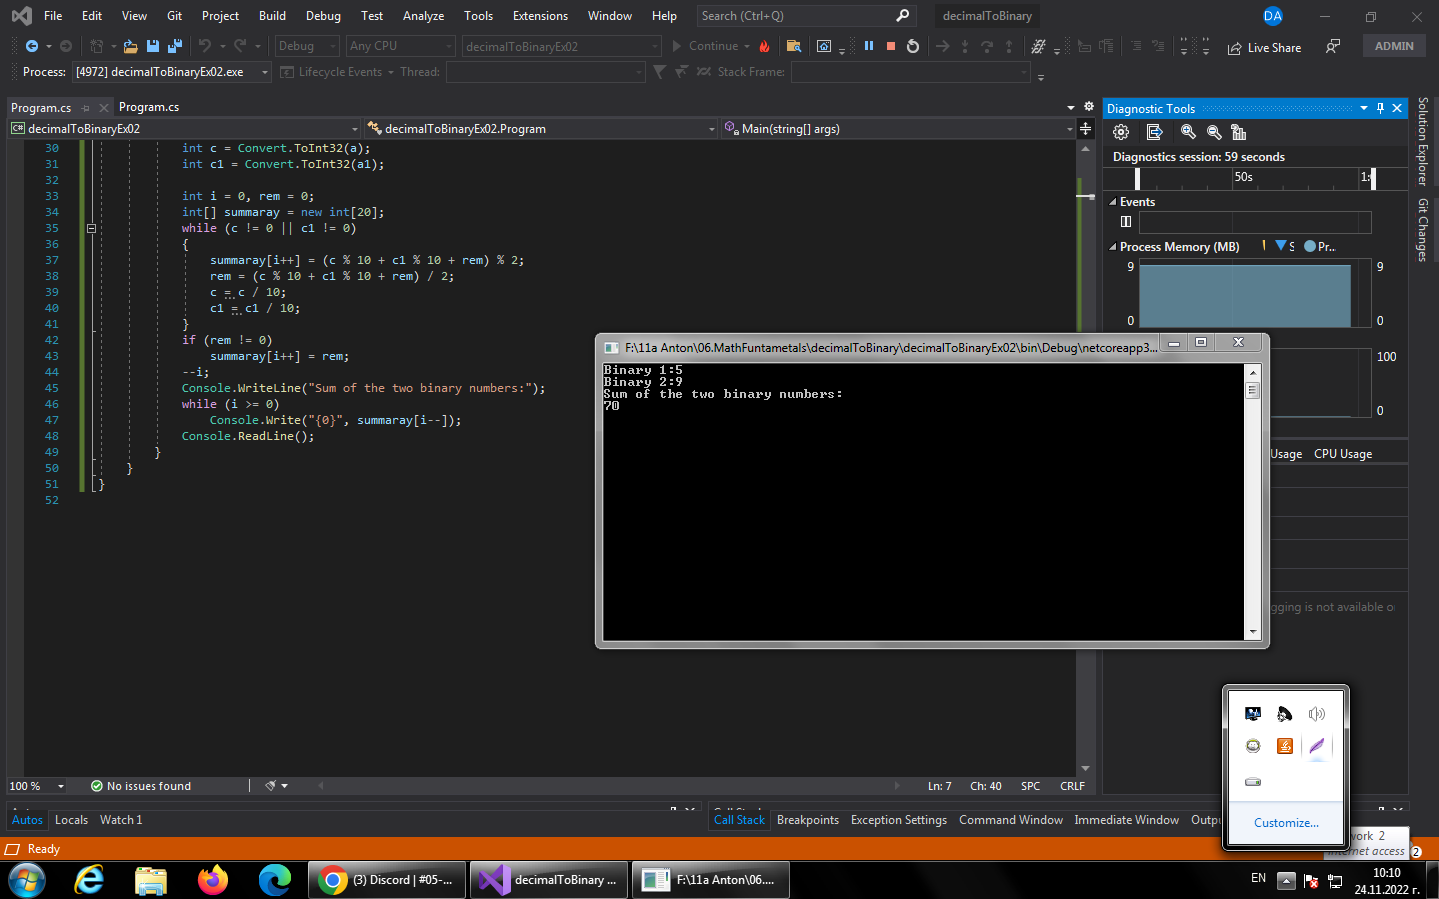 File Edit View Git Project Build Debug Test Analyze Tools Extensions Window Help Search (Ctrl+Q) decimalToBinary DA
Debug Any CPU decimalToBinaryEx02 Continue Live Share ADMIN
Process: [4972] decimalToBinaryEx02.exe Lifecycle Events Thread: Stack Frame:
Program.cs Program.cs
decimalToBinaryEx02 decimalToBinaryEx02.Program Main(string[] args)
30 int c = Convert.ToInt32(a);
31 int c1 = Convert.ToInt32(a1);
32
33 int i = 0, rem = 0;
34 int[] summaray = new int[20];
35 while (c != 0 || c1 != 0)
36 {
37 summaray[i++] = (c % 10 + c1 % 10 + rem) % 2;
38 rem = (c % 10 + c1 % 10 + rem) / 2;
39 c = c / 10;
40 c1 = c1 / 10;
41 }
42 if (rem != 0)
43 summaray[i++] = rem;
44 --i;
45 Console.WriteLine("Sum of the two binary numbers:");
46 while (i >= 0)
47 Console.Write("{0}", summaray[i--]);
48 Console.ReadLine();
49 }
50 }
51 }
52
Diagnostic Tools
Diagnostics session: 59 seconds
50s
Events
Process Memory (MB) S Pr..
9 9
0 0
100
0
Usage CPU Usage
gging is not available o
Solution Explorer
Git Changes
F:\11a Anton\06.MathFuntametals\decimalToBinary\decimalToBinaryEx02\bin\Debug\netcoreapp3...
Binary 1:5
Binary 2:9
Sum of the two binary numbers:
70
100 % No issues found Ln: 7 Ch: 40 SPC CRLF
Autos Locals Watch 1
Call Stack Breakpoints Exception Settings Command Window Immediate Window Outpu
Customize...
work 2
Internet access
Ready 2
(3) Discord | #05-... decimalToBinary ... F:\11a Anton\06....
EN 10:10
24.11.2022 г.